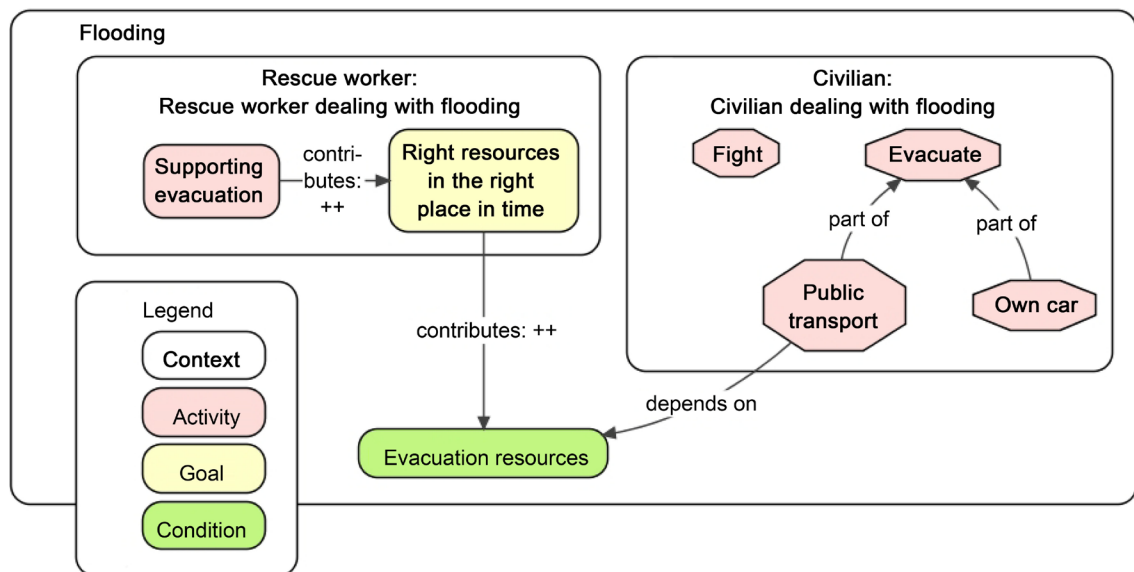 Flooding
Rescue worker:
Rescue worker dealing with flooding
Supporting
evacuation
contri-
butes:
++
Right resources
in the right
place in time
Civilian:
Civilian dealing with flooding
Fight
Evacuate
part of
part of
Public
transport
Own car
contributes: ++
depends on
Evacuation resources
Legend
Context
Activity
Goal
Condition